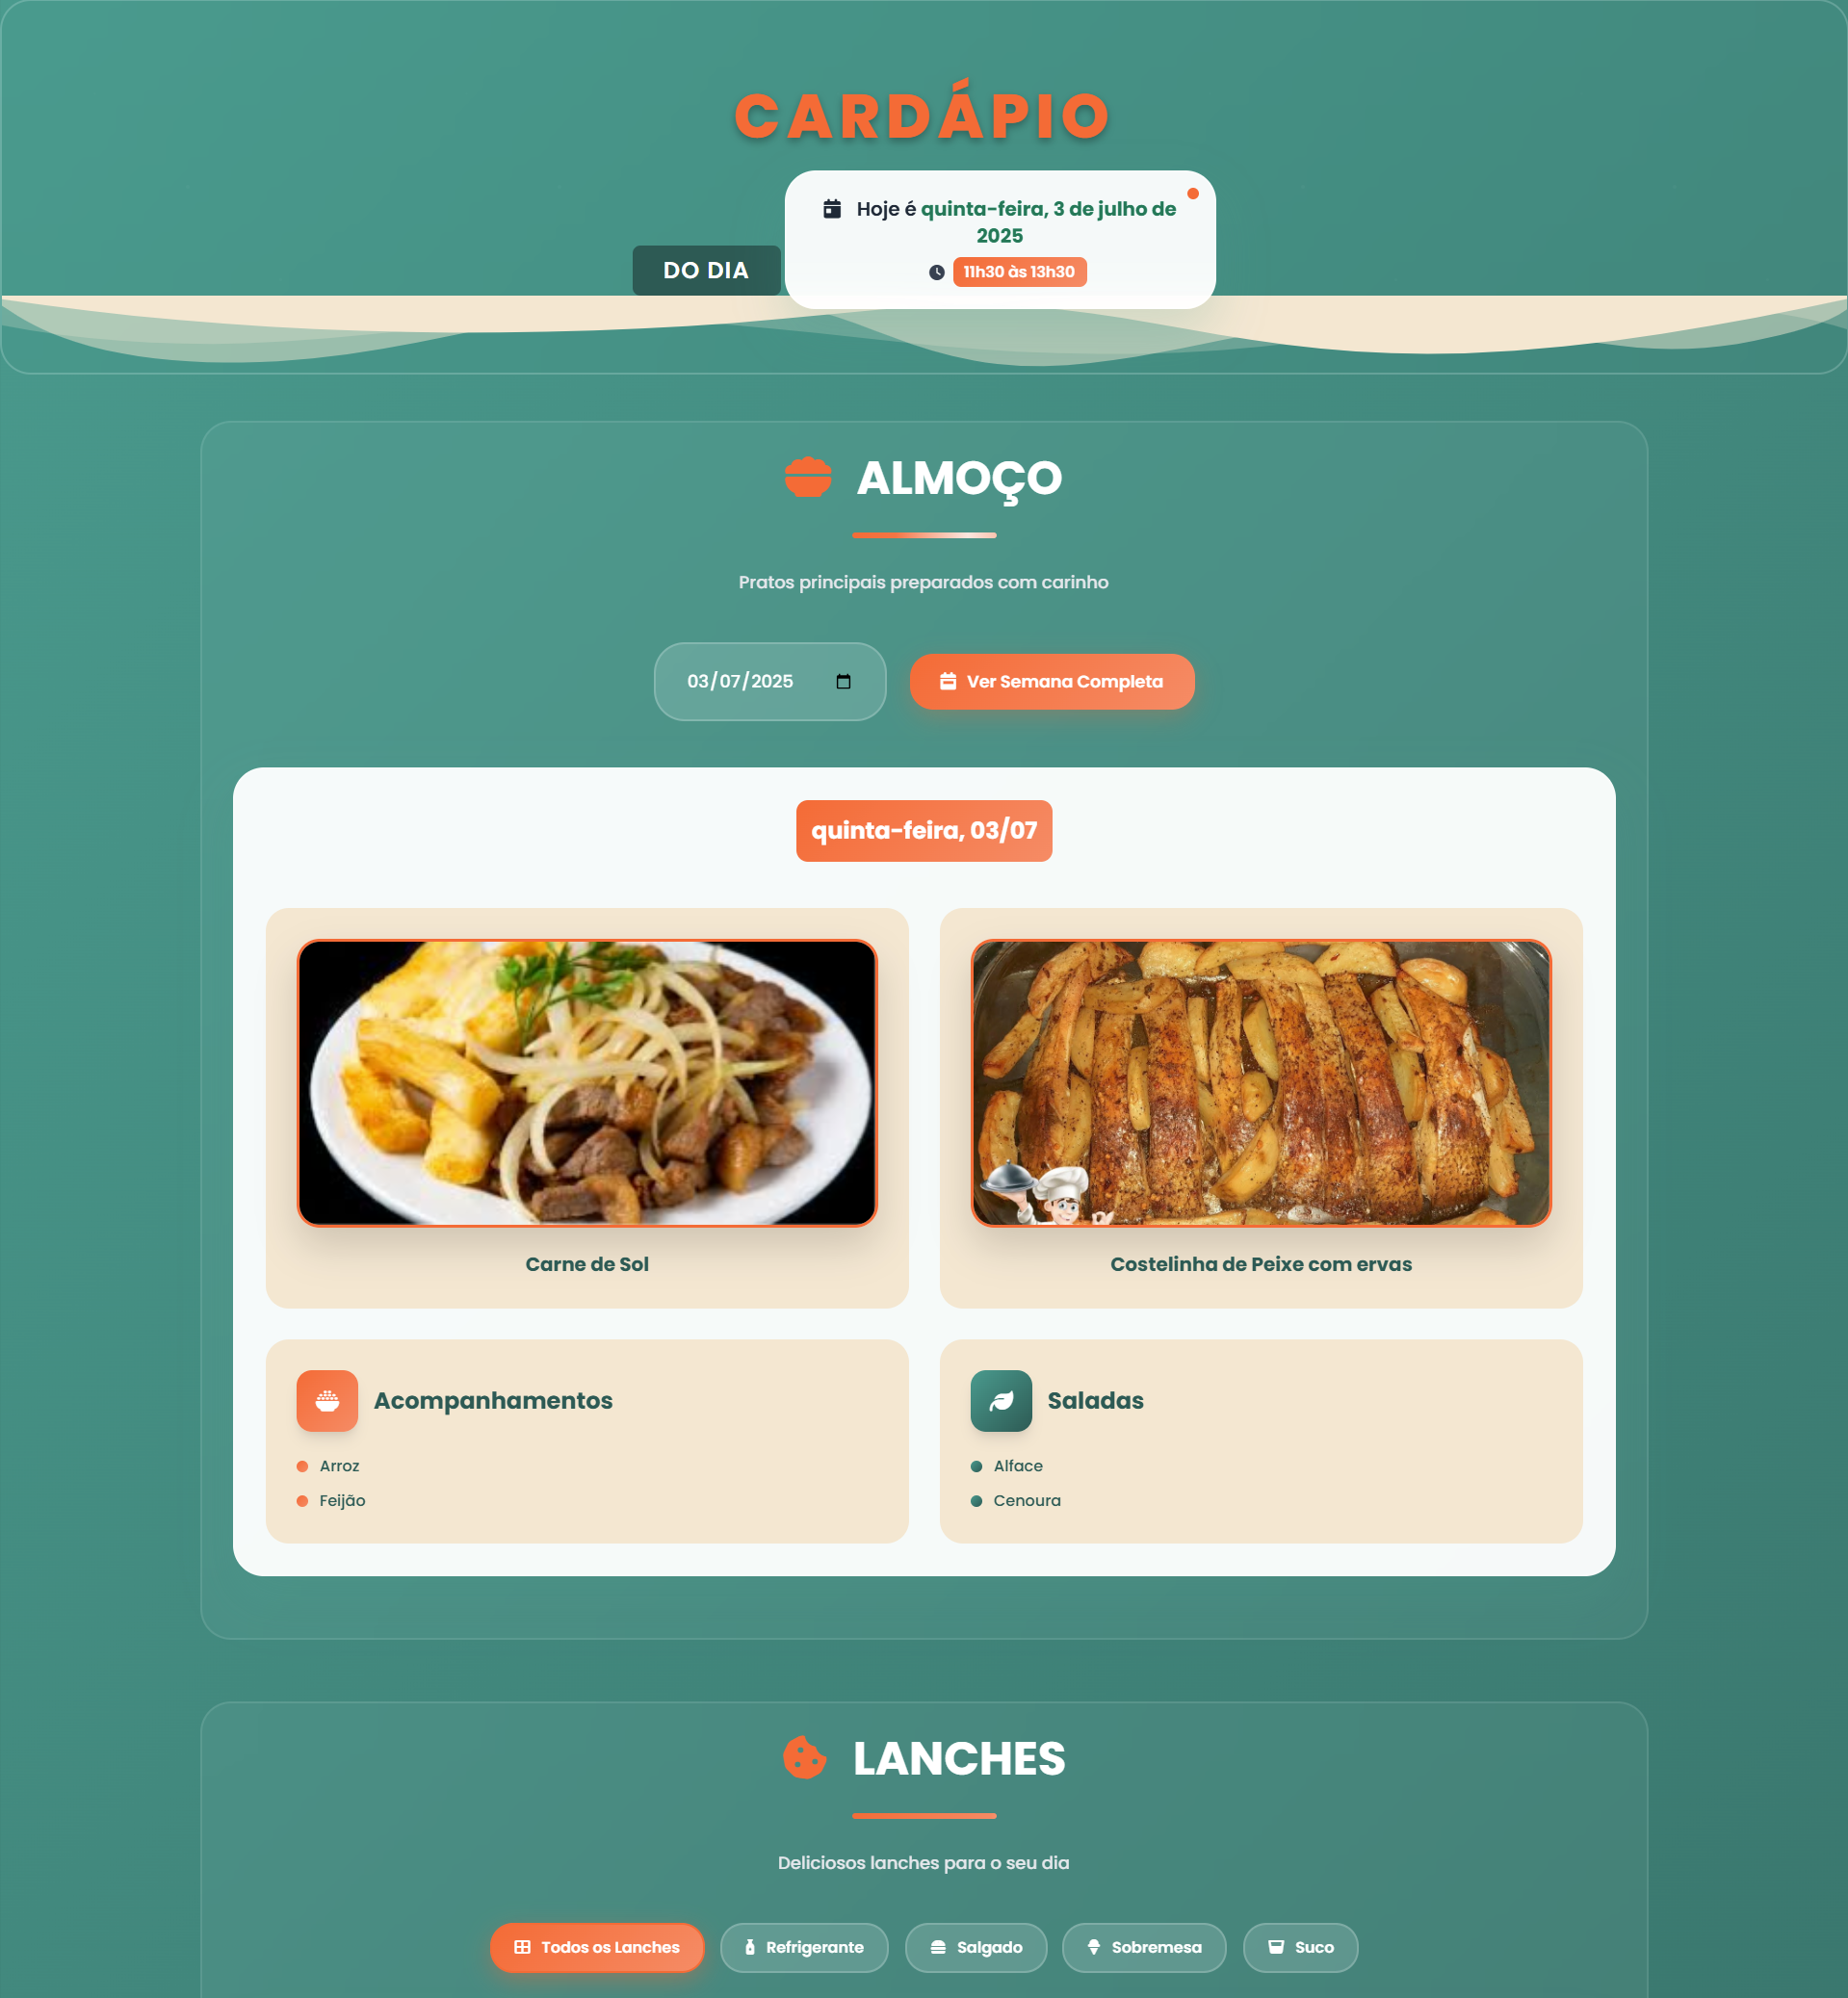 CARDÁPIO
Hoje é quinta-feira, 3 de julho de
2025
DO DIA
11h30 às 13h30
ALMOÇO
Pratos principais preparados com carinho
03/07/2025
Ver Semana Completa
quinta-feira, 03/07
Carne de Sol
Costelinha de Peixe com ervas
Acompanhamentos
Arroz
Feijão
Saladas
Alface
Cenoura
LANCHES
Deliciosos lanches para o seu dia
Todos os Lanches
Refrigerante
Salgado
Sobremesa
Suco